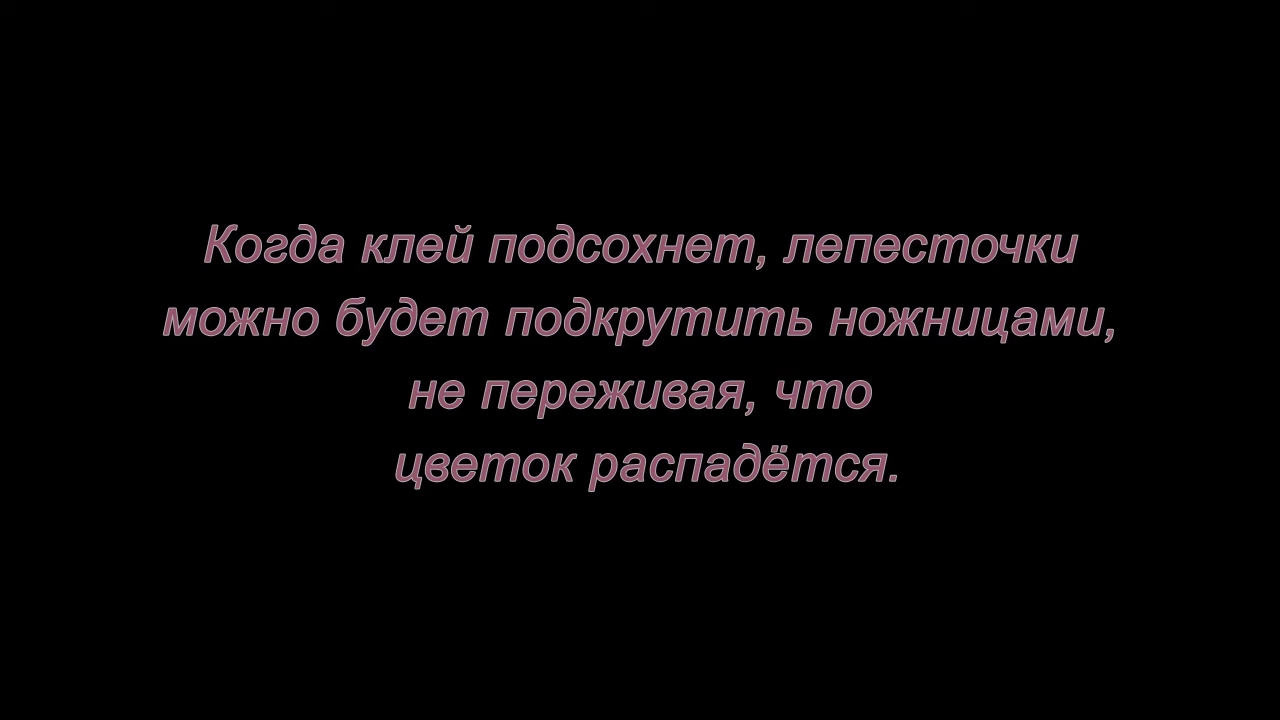 Когда клей подсохнет, лепесточки
можно будет подкрутить ножницами,
не переживая, что
цветок распадётся.